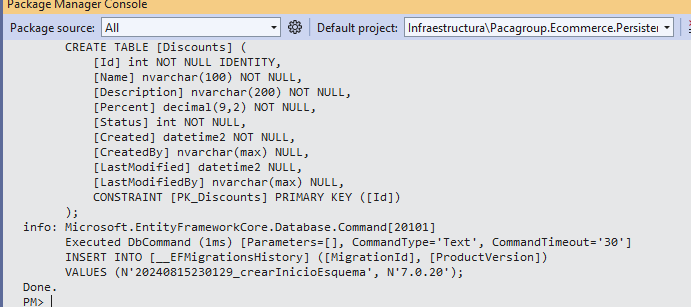 Package Manager Console
Package source: All Default project: Infraestructura\Pacagroup.Ecommerce.Persister
CREATE TABLE [Discounts] (
[Id] int NOT NULL IDENTITY,
[Name] nvarchar(100) NOT NULL,
[Description] nvarchar(200) NOT NULL,
[Percent] decimal(9,2) NOT NULL,
[Status] int NOT NULL,
[Created] datetime2 NOT NULL,
[CreatedBy] nvarchar(max) NULL,
[LastModified] datetime2 NULL,
[LastModifiedBy] nvarchar(max) NULL,
CONSTRAINT [PK_Discounts] PRIMARY KEY ([Id])
);
info: Microsoft.EntityFrameworkCore.Database.Command[20101]
Executed DbCommand (1ms) [Parameters=[], CommandType='Text', CommandTimeout='30']
INSERT INTO [__EFMigrationsHistory] ([MigrationId], [ProductVersion])
VALUES (N'20240815230129_crearInicioEsquema', N'7.0.20');
Done.
PM>